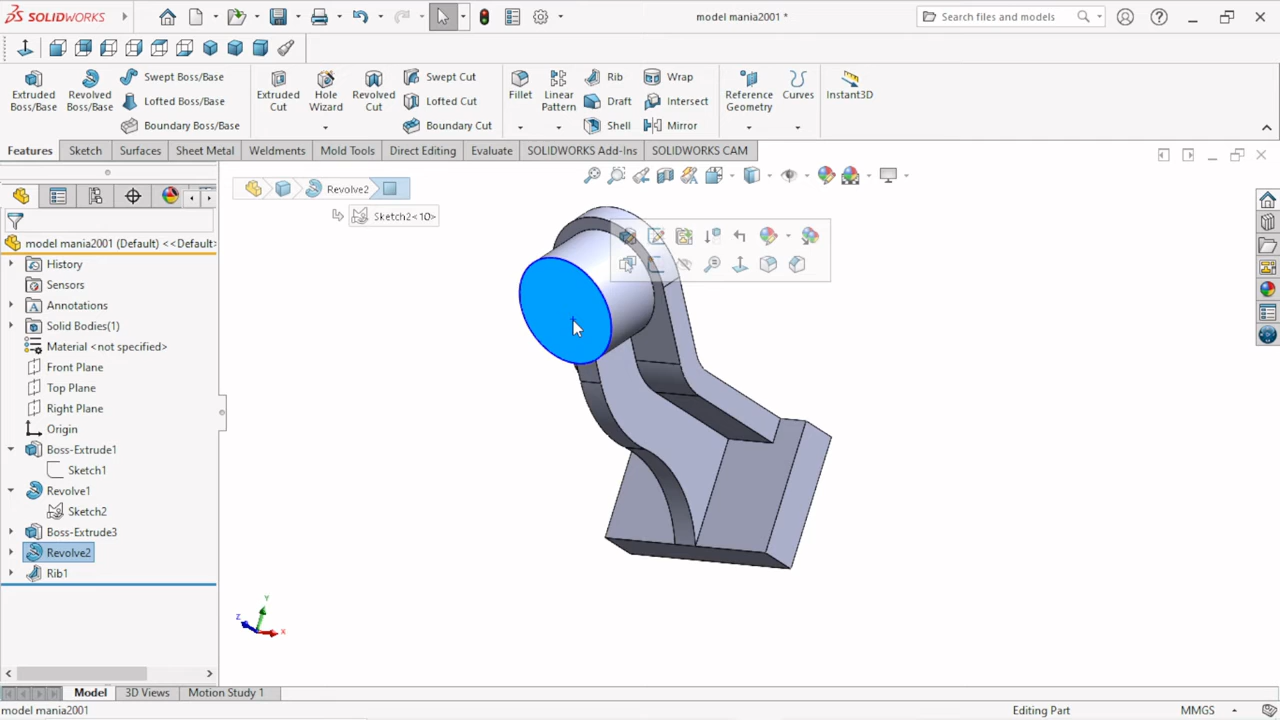 SOLIDWORKS
model mania2001 *
Search files and models
Extruded Boss/Base
Revolved Boss/Base
Swept Boss/Base
Lofted Boss/Base
Boundary Boss/Base
Extruded Cut
Hole Wizard
Revolved Cut
Swept Cut
Lofted Cut
Boundary Cut
Fillet
Linear Pattern
Rib
Draft
Shell
Wrap
Intersect
Mirror
Reference Geometry
Curves
Instant3D
Features
Sketch
Surfaces
Sheet Metal
Weldments
Mold Tools
Direct Editing
Evaluate
SOLIDWORKS Add-Ins
SOLIDWORKS CAM
Revolve2
Sketch2<10>
model mania2001 (Default) <<Default>
History
Sensors
Annotations
Solid Bodies(1)
Material <not specified>
Front Plane
Top Plane
Right Plane
Origin
Boss-Extrude1
Sketch1
Revolve1
Sketch2
Boss-Extrude3
Revolve2
Rib1
Y
Z
X
Model
3D Views
Motion Study 1
model mania2001
Editing Part
MMGS